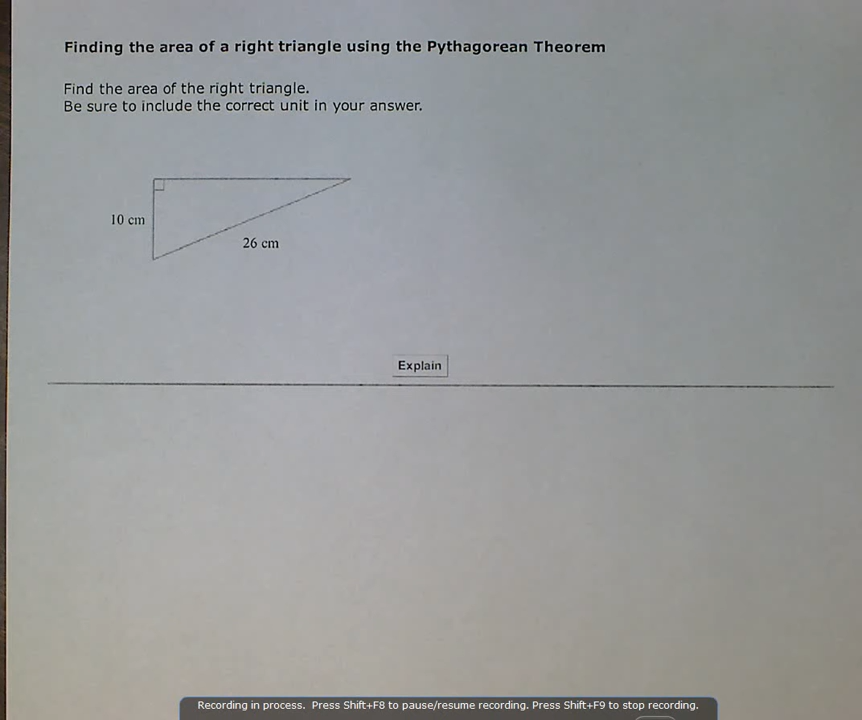 Finding the area of a right triangle using the Pythagorean Theorem
Find the area of the right triangle.
Be sure to include the correct unit in your answer.
10 cm
26 cm
Explain
Recording in process.  Press Shift+F8 to pause/resume recording. Press Shift+F9 to stop recording.